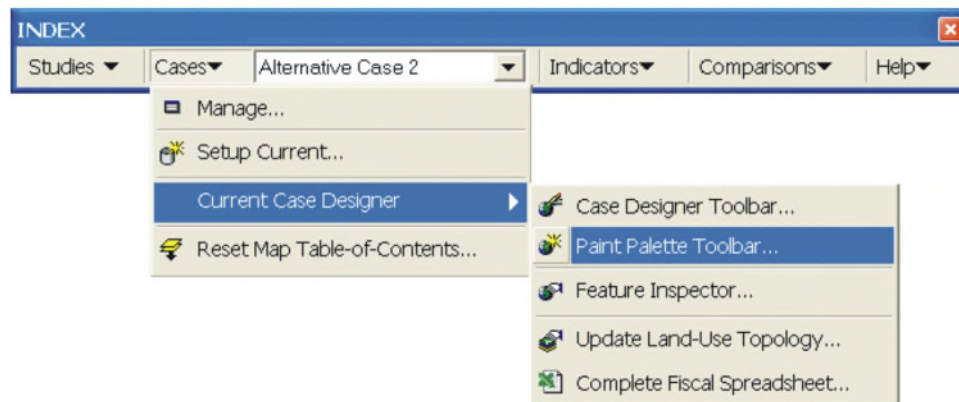 INDEX
Studies Cases Alternative Case 2 Indicators Comparisons Help
Manage...
Setup Current...
Current Case Designer
Reset Map Table-of-Contents...
Case Designer Toolbar...
Paint Palette Toolbar...
Feature Inspector...
Update Land-Use Topology...
Complete Fiscal Spreadsheet...